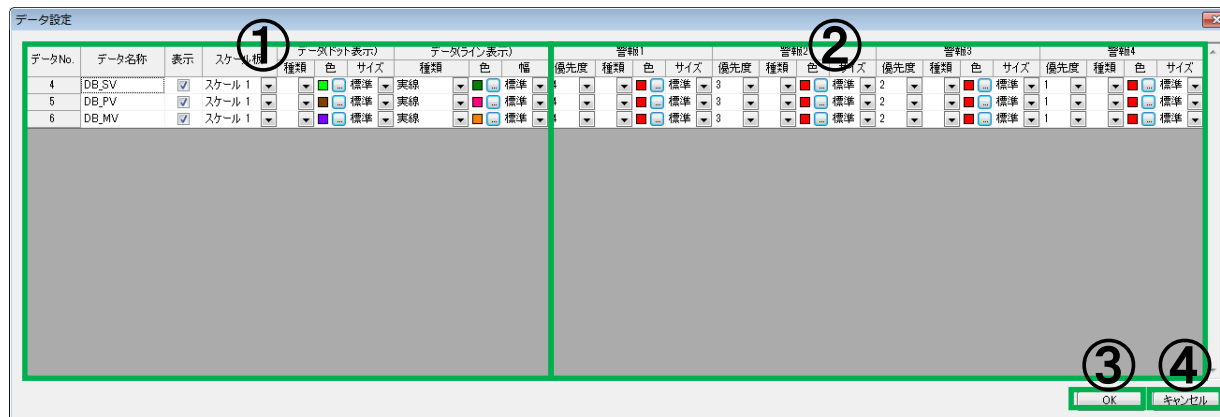 データ設定
① ②
データNo. データ名称 表示 スケール板 データ(ドット表示) データ(ライン表示) 警報1 警報2 警報3 警報4
種類 色 サイズ 種類 色 幅 優先度 種類 色 サイズ 優先度 種類 色 サイズ 優先度 種類 色 サイズ 優先度 種類 色 サイズ
4 DB_SV スケール 1 ... 標準 実線 ... 標準 4 ... 標準 3 ... 標準 2 ... 標準 1 ... 標準
5 DB_PV スケール 1 ... 標準 実線 ... 標準 4 ... 標準 3 ... 標準 2 ... 標準 1 ... 標準
6 DB_MV スケール 1 ... 標準 実線 ... 標準 4 ... 標準 3 ... 標準 2 ... 標準 1 ... 標準
③ ④
OK キャンセル